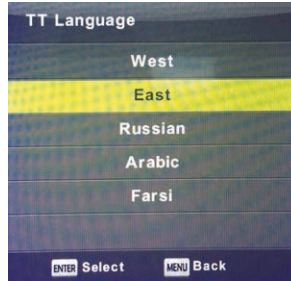 TT Language
West
East
Russian
Arabic
Farsi
ENTER Select MENU Back